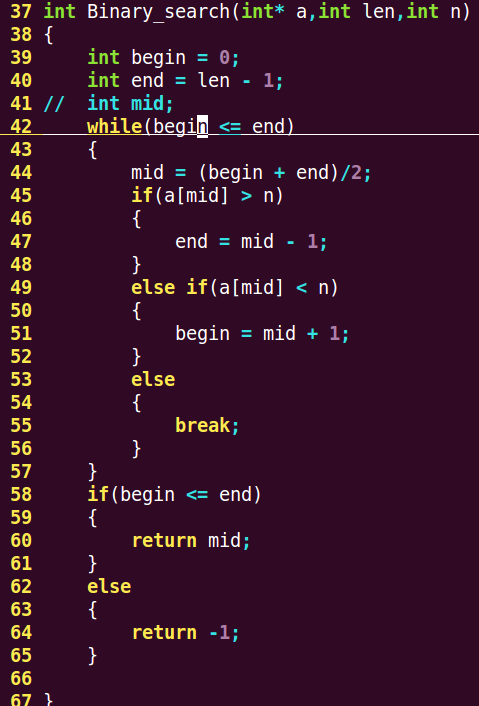 37 int Binary_search(int* a,int len,int n)
38 {
39     int begin = 0;
40     int end = len - 1;
41 //  int mid;
42     while(begin <= end)
43     {
44         mid = (begin + end)/2;
45         if(a[mid] > n)
46         {
47             end = mid - 1;
48         }
49         else if(a[mid] < n)
50         {
51             begin = mid + 1;
52         }
53         else
54         {
55             break;
56         }
57     }
58     if(begin <= end)
59     {
60         return mid;
61     }
62     else
63     {
64         return -1;
65     }
66
67 }